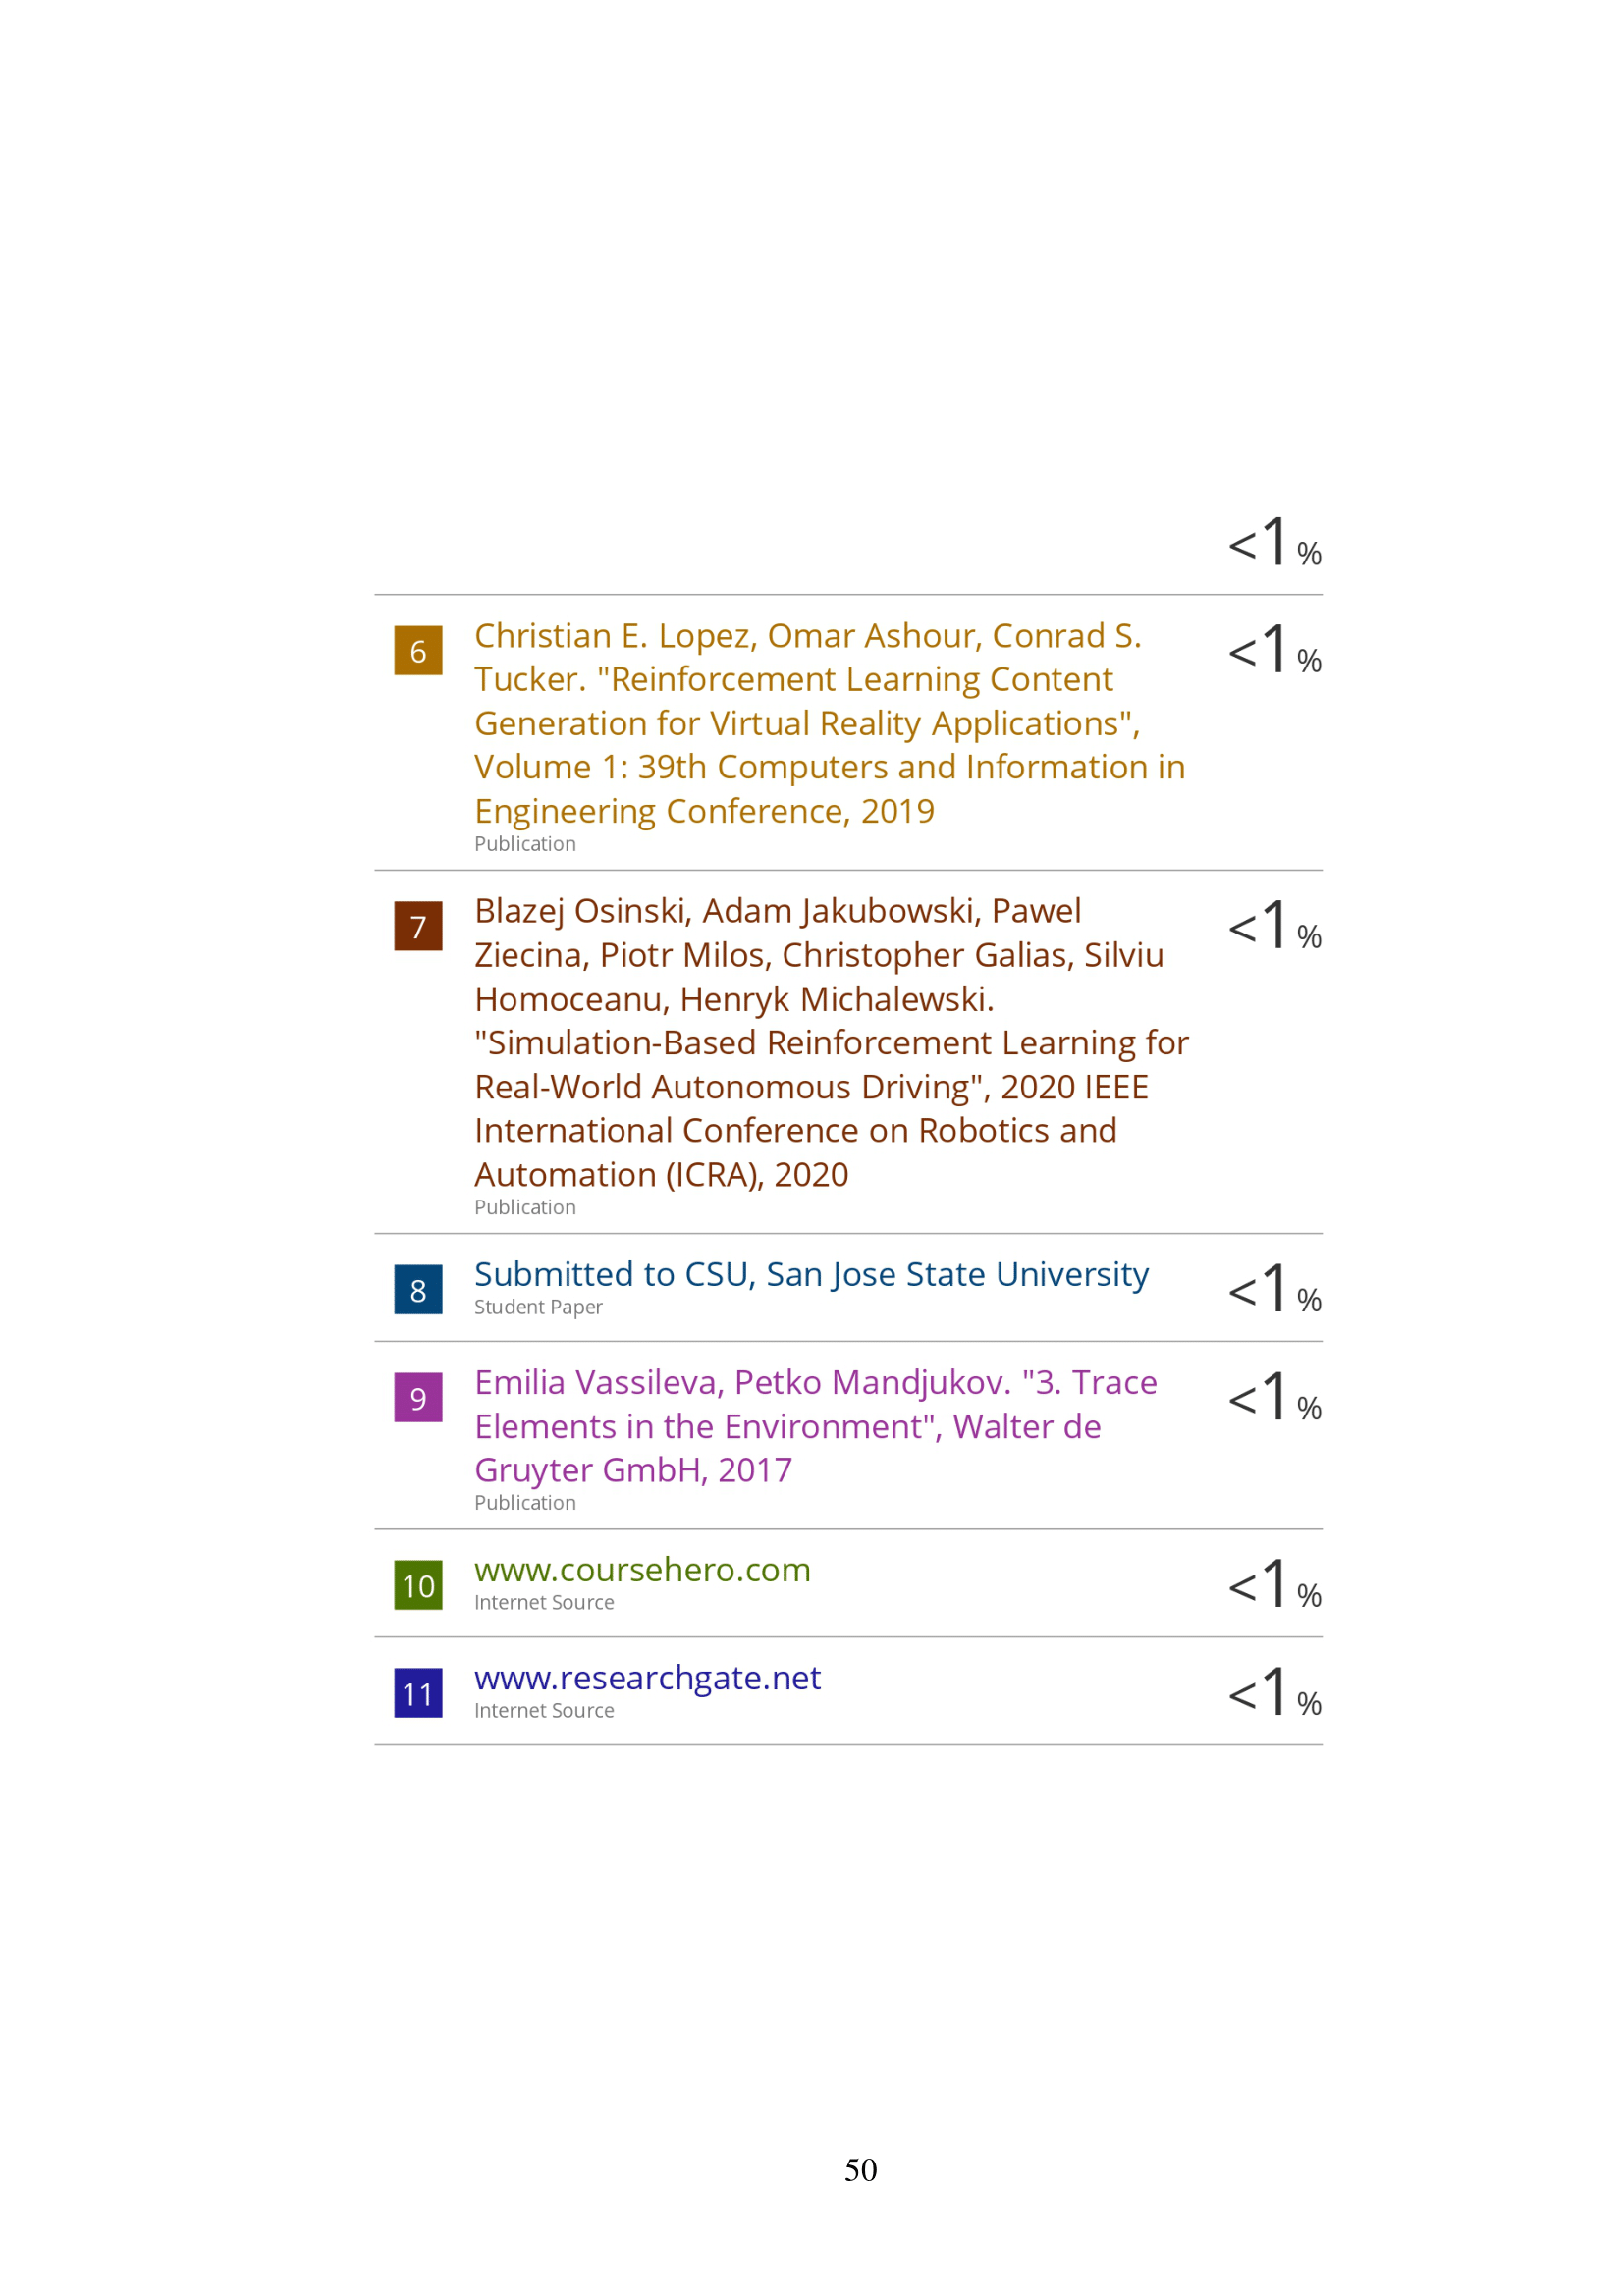 <1%
6 Christian E. Lopez, Omar Ashour, Conrad S. <1%
Tucker. "Reinforcement Learning Content
Generation for Virtual Reality Applications",
Volume 1: 39th Computers and Information in
Engineering Conference, 2019
Publication
7 Blazej Osinski, Adam Jakubowski, Pawel <1%
Ziecina, Piotr Milos, Christopher Galias, Silviu
Homoceanu, Henryk Michalewski.
"Simulation-Based Reinforcement Learning for
Real-World Autonomous Driving", 2020 IEEE
International Conference on Robotics and
Automation (ICRA), 2020
Publication
8 Submitted to CSU, San Jose State University <1%
Student Paper
9 Emilia Vassileva, Petko Mandjukov. "3. Trace <1%
Elements in the Environment", Walter de
Gruyter GmbH, 2017
Publication
10 www.coursehero.com <1%
Internet Source
11 www.researchgate.net <1%
Internet Source
50